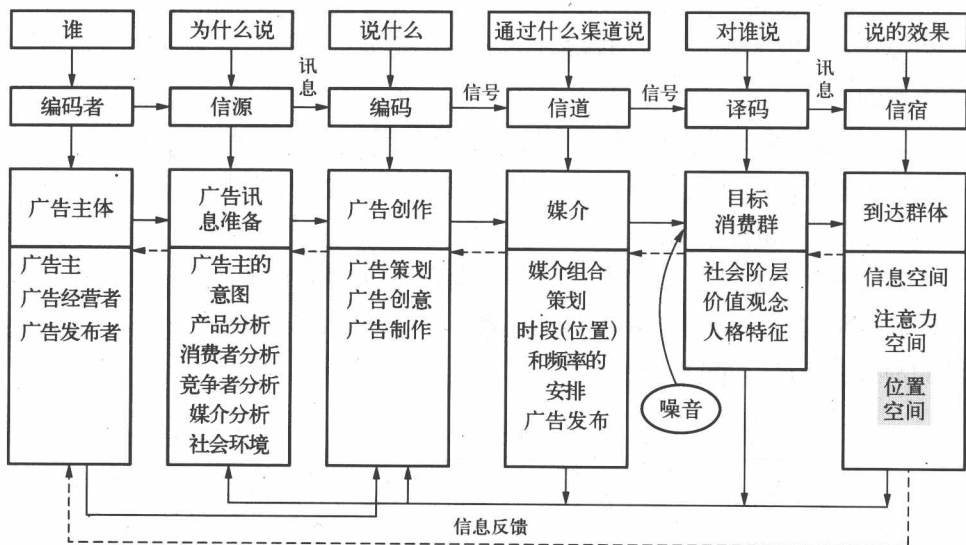 谁
为什么说
说什么
通过什么渠道说
对谁说
说的效果
编码者
信源
讯息
编码
信号
信道
信号
译码
讯息
信宿
广告主体
广告讯
息准备
广告创作
媒介
目标
消费群
到达群体
广告主
广告经营者
广告发布者
广告主的
意图
产品分析
消费者分析
竞争者分析
媒介分析
社会环境
广告策划
广告创意
广告制作
媒介组合
策划
时段(位置)
和频率的
安排
广告发布
社会阶层
价值观念
人格特征
噪音
信息空间
注意力
空间
位置
空间
信息反馈